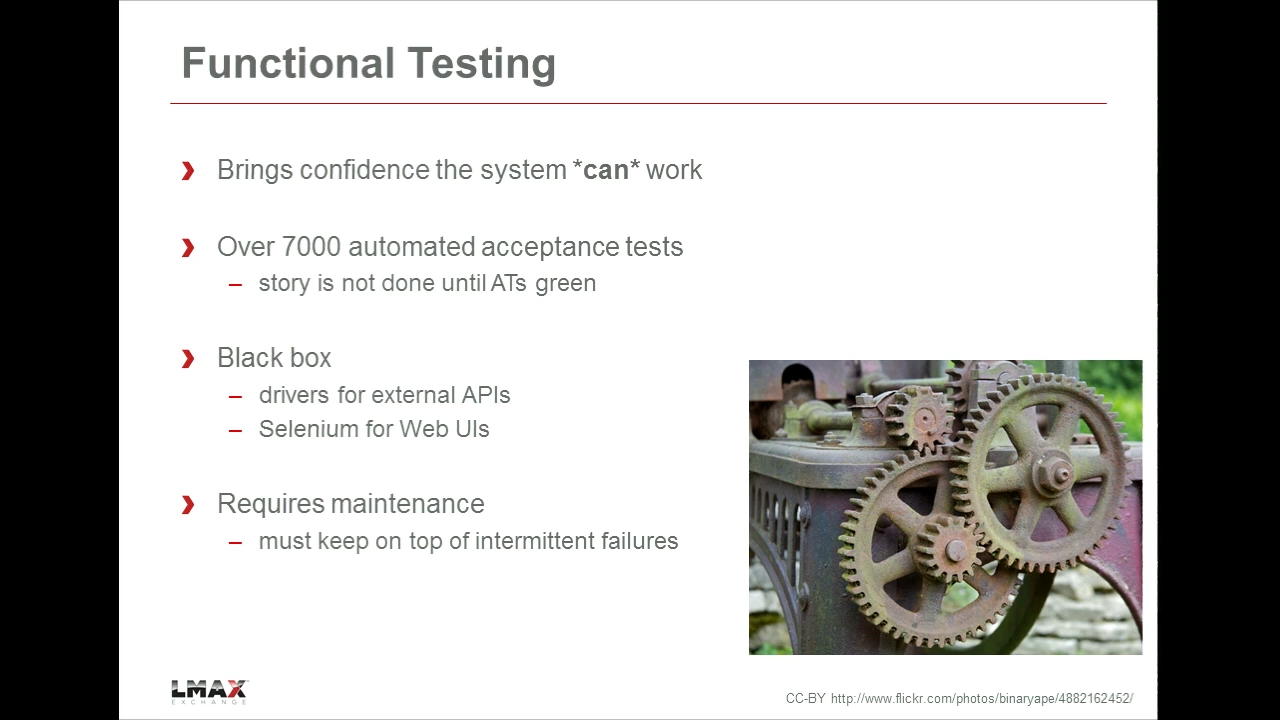 Functional Testing
Brings confidence the system *can* work
Over 7000 automated acceptance tests
– story is not done until ATs green
Black box
– drivers for external APIs
– Selenium for Web UIs
Requires maintenance
– must keep on top of intermittent failures
LMAX
EXCHANGE
CC-BY http://www.flickr.com/photos/binaryape/4882162452/